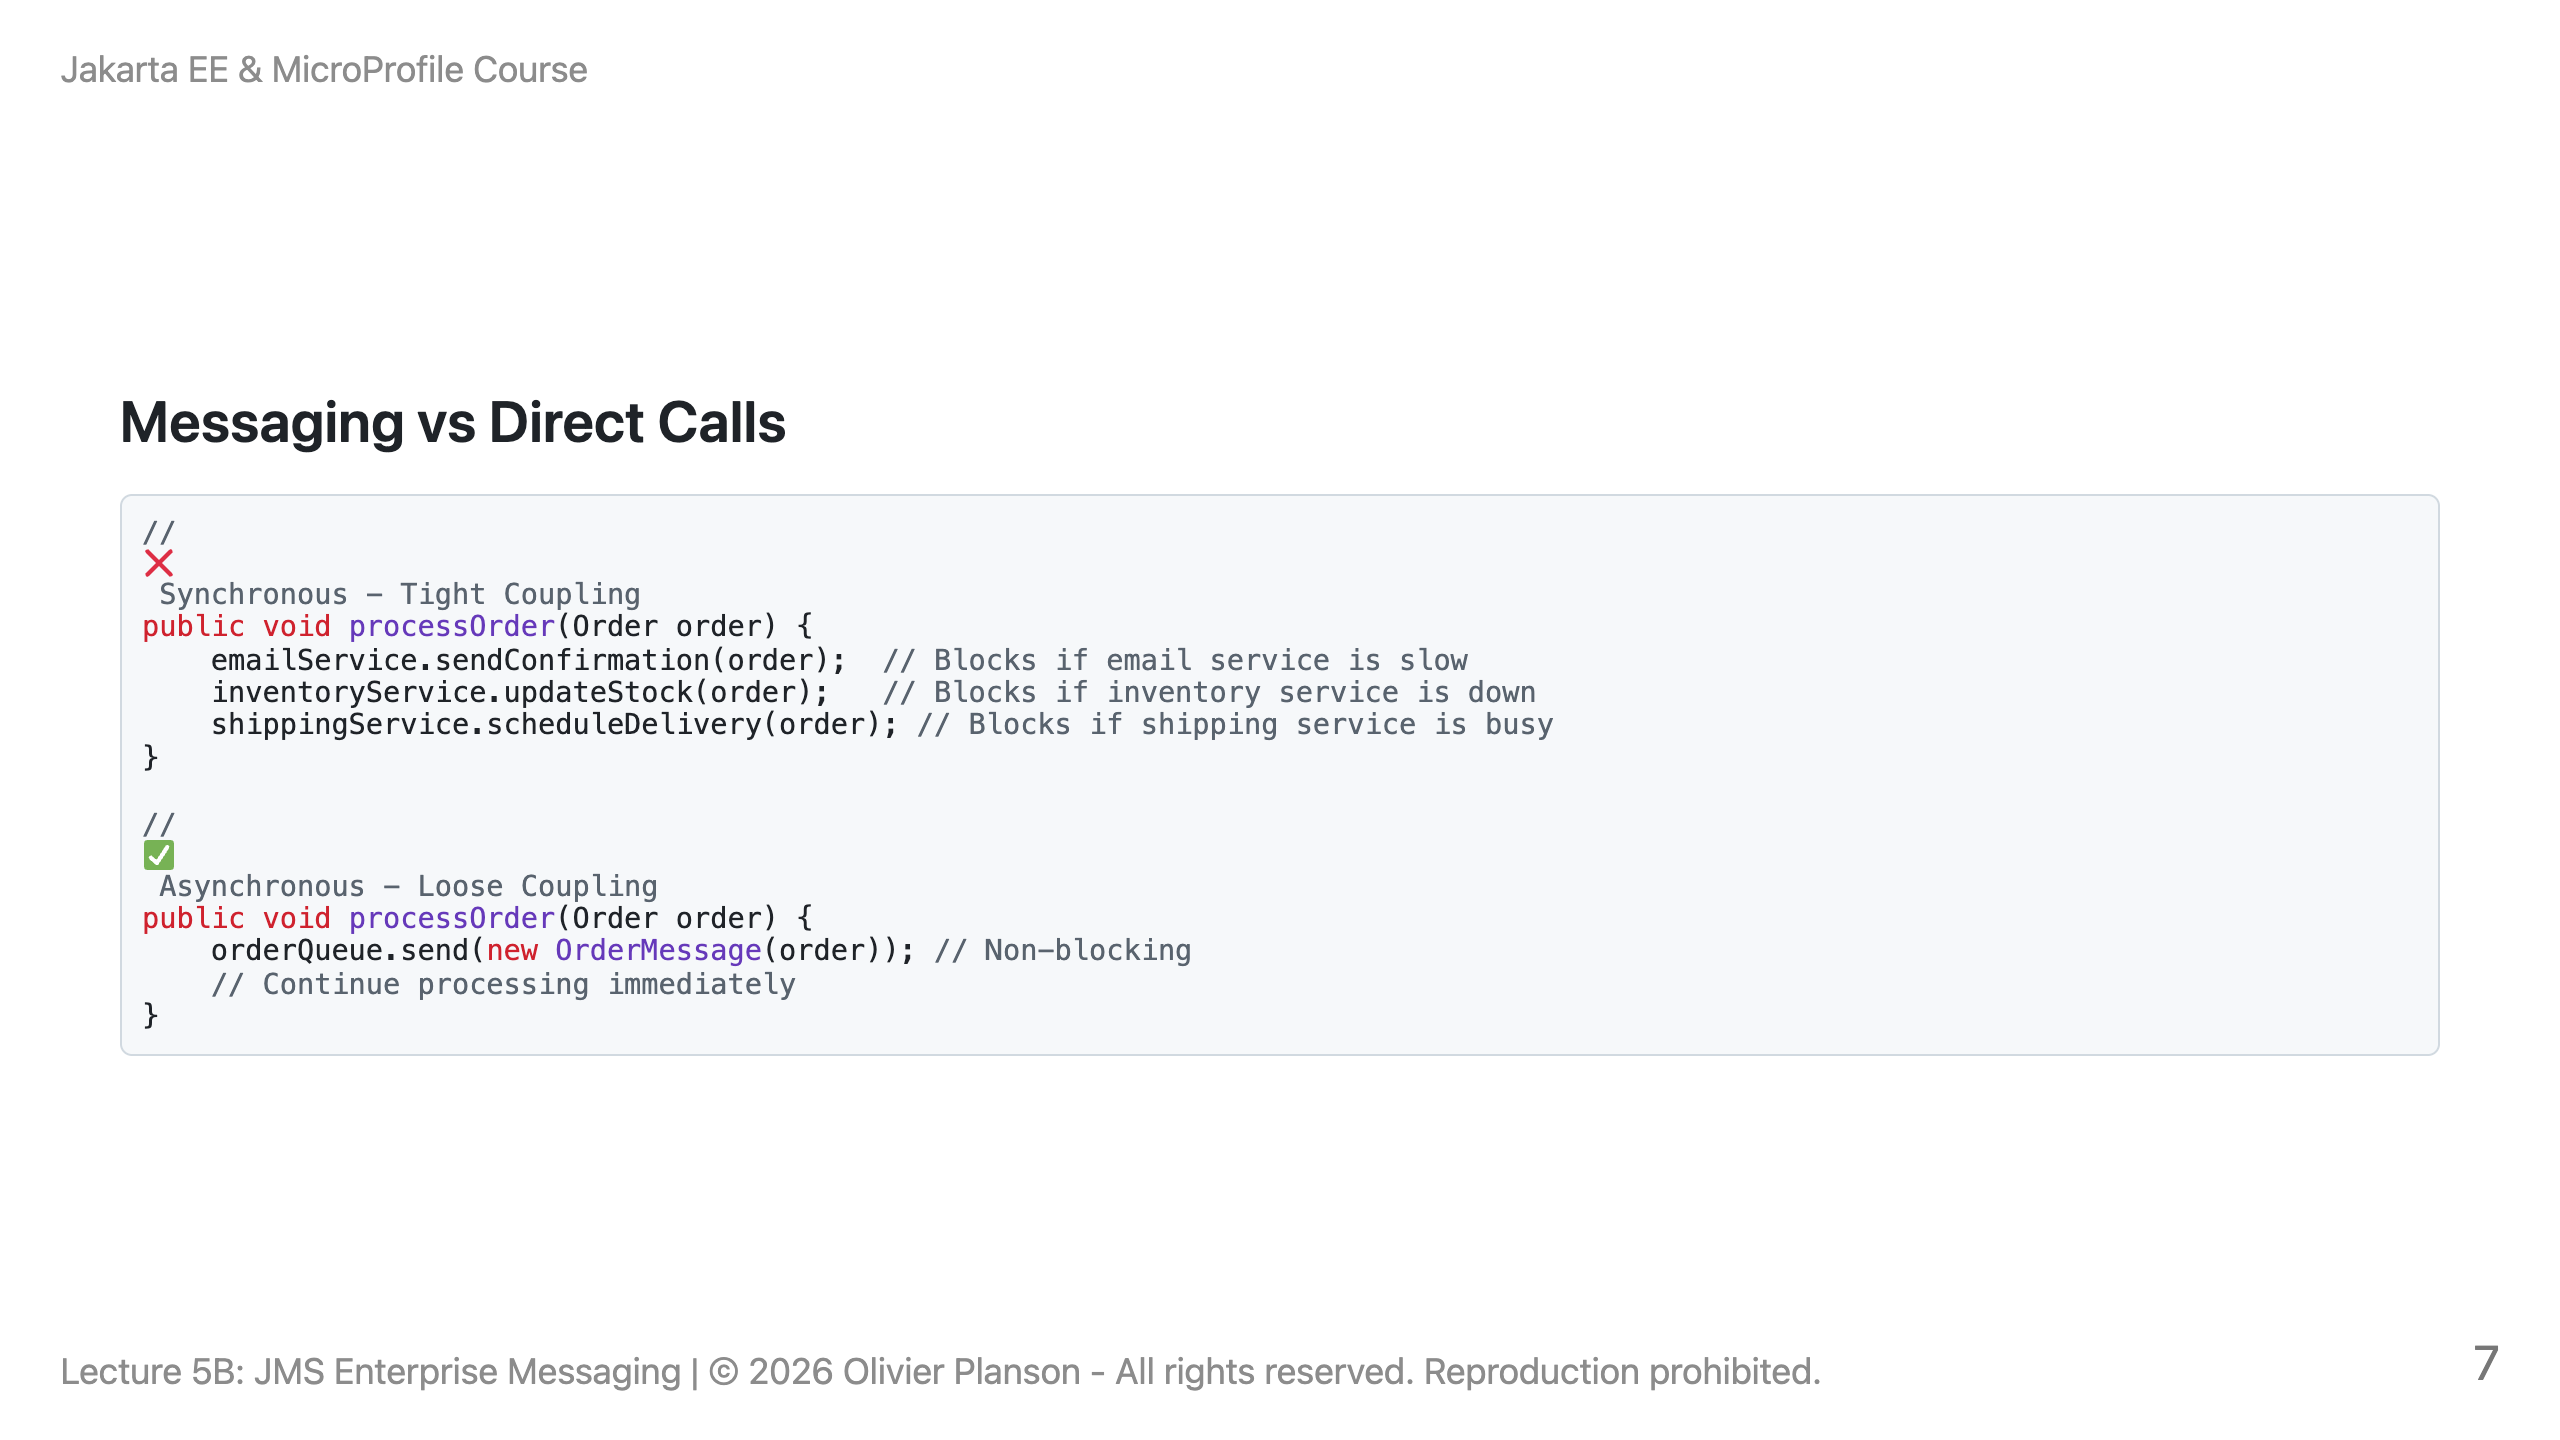 Jakarta EE & MicroProfile Course
Messaging vs Direct Calls
//
❌
 Synchronous - Tight Coupling
public void processOrder(Order order) {
    emailService.sendConfirmation(order);  // Blocks if email service is slow
    inventoryService.updateStock(order);   // Blocks if inventory service is down
    shippingService.scheduleDelivery(order); // Blocks if shipping service is busy
}

//
✅
 Asynchronous - Loose Coupling
public void processOrder(Order order) {
    orderQueue.send(new OrderMessage(order)); // Non-blocking
    // Continue processing immediately
}
Lecture 5B: JMS Enterprise Messaging | © 2026 Olivier Planson - All rights reserved. Reproduction prohibited.
7